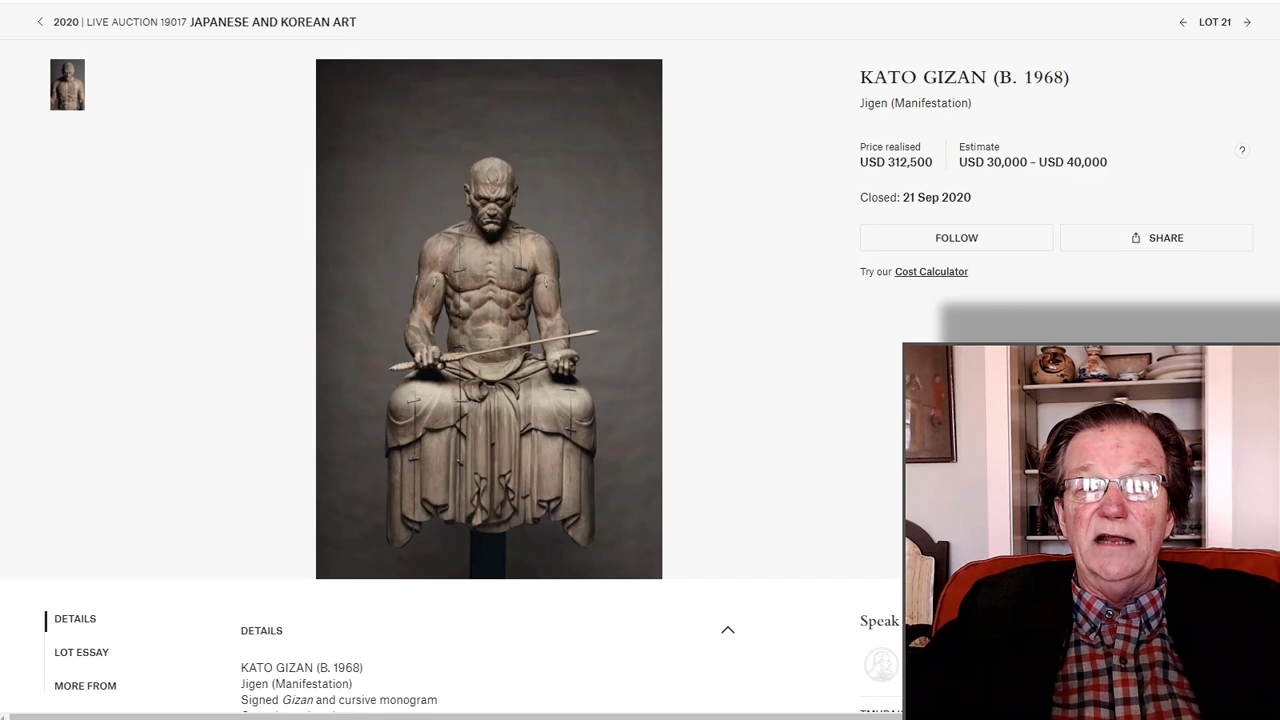 2020 | LIVE AUCTION 19017 JAPANESE AND KOREAN ART
LOT 21
KATO GIZAN (B. 1968)
Jigen (Manifestation)
Price realised
Estimate
USD 312,500
USD 30,000 – USD 40,000
?
Closed: 21 Sep 2020
FOLLOW
SHARE
Try our Cost Calculator
DETAILS
LOT ESSAY
MORE FROM
DETAILS
KATO GIZAN (B. 1968)
Jigen (Manifestation)
Signed Gizan and cursive monogram
Speak